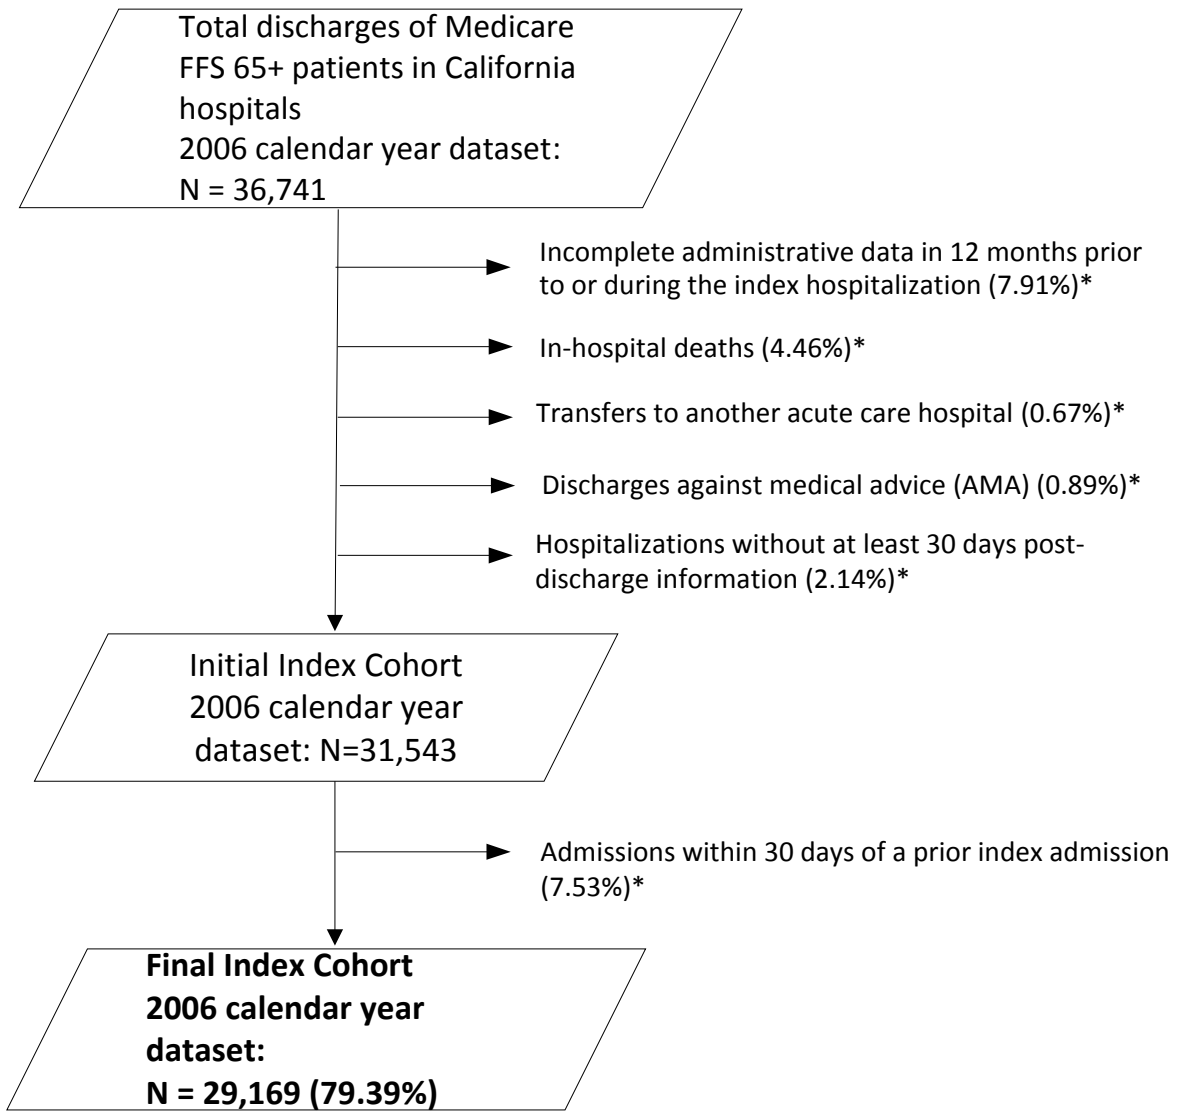 Total discharges of Medicare
FFS 65+ patients in California
hospitals
2006 calendar year dataset:
N = 36,741
Incomplete administrative data in 12 months prior
to or during the index hospitalization (7.91%)*
In-hospital deaths (4.46%)*
Transfers to another acute care hospital (0.67%)*
Discharges against medical advice (AMA) (0.89%)*
Hospitalizations without at least 30 days post-
discharge information (2.14%)*
Initial Index Cohort
2006 calendar year
dataset: N=31,543
Admissions within 30 days of a prior index admission
(7.53%)*
Final Index Cohort
2006 calendar year
dataset:
N = 29,169 (79.39%)